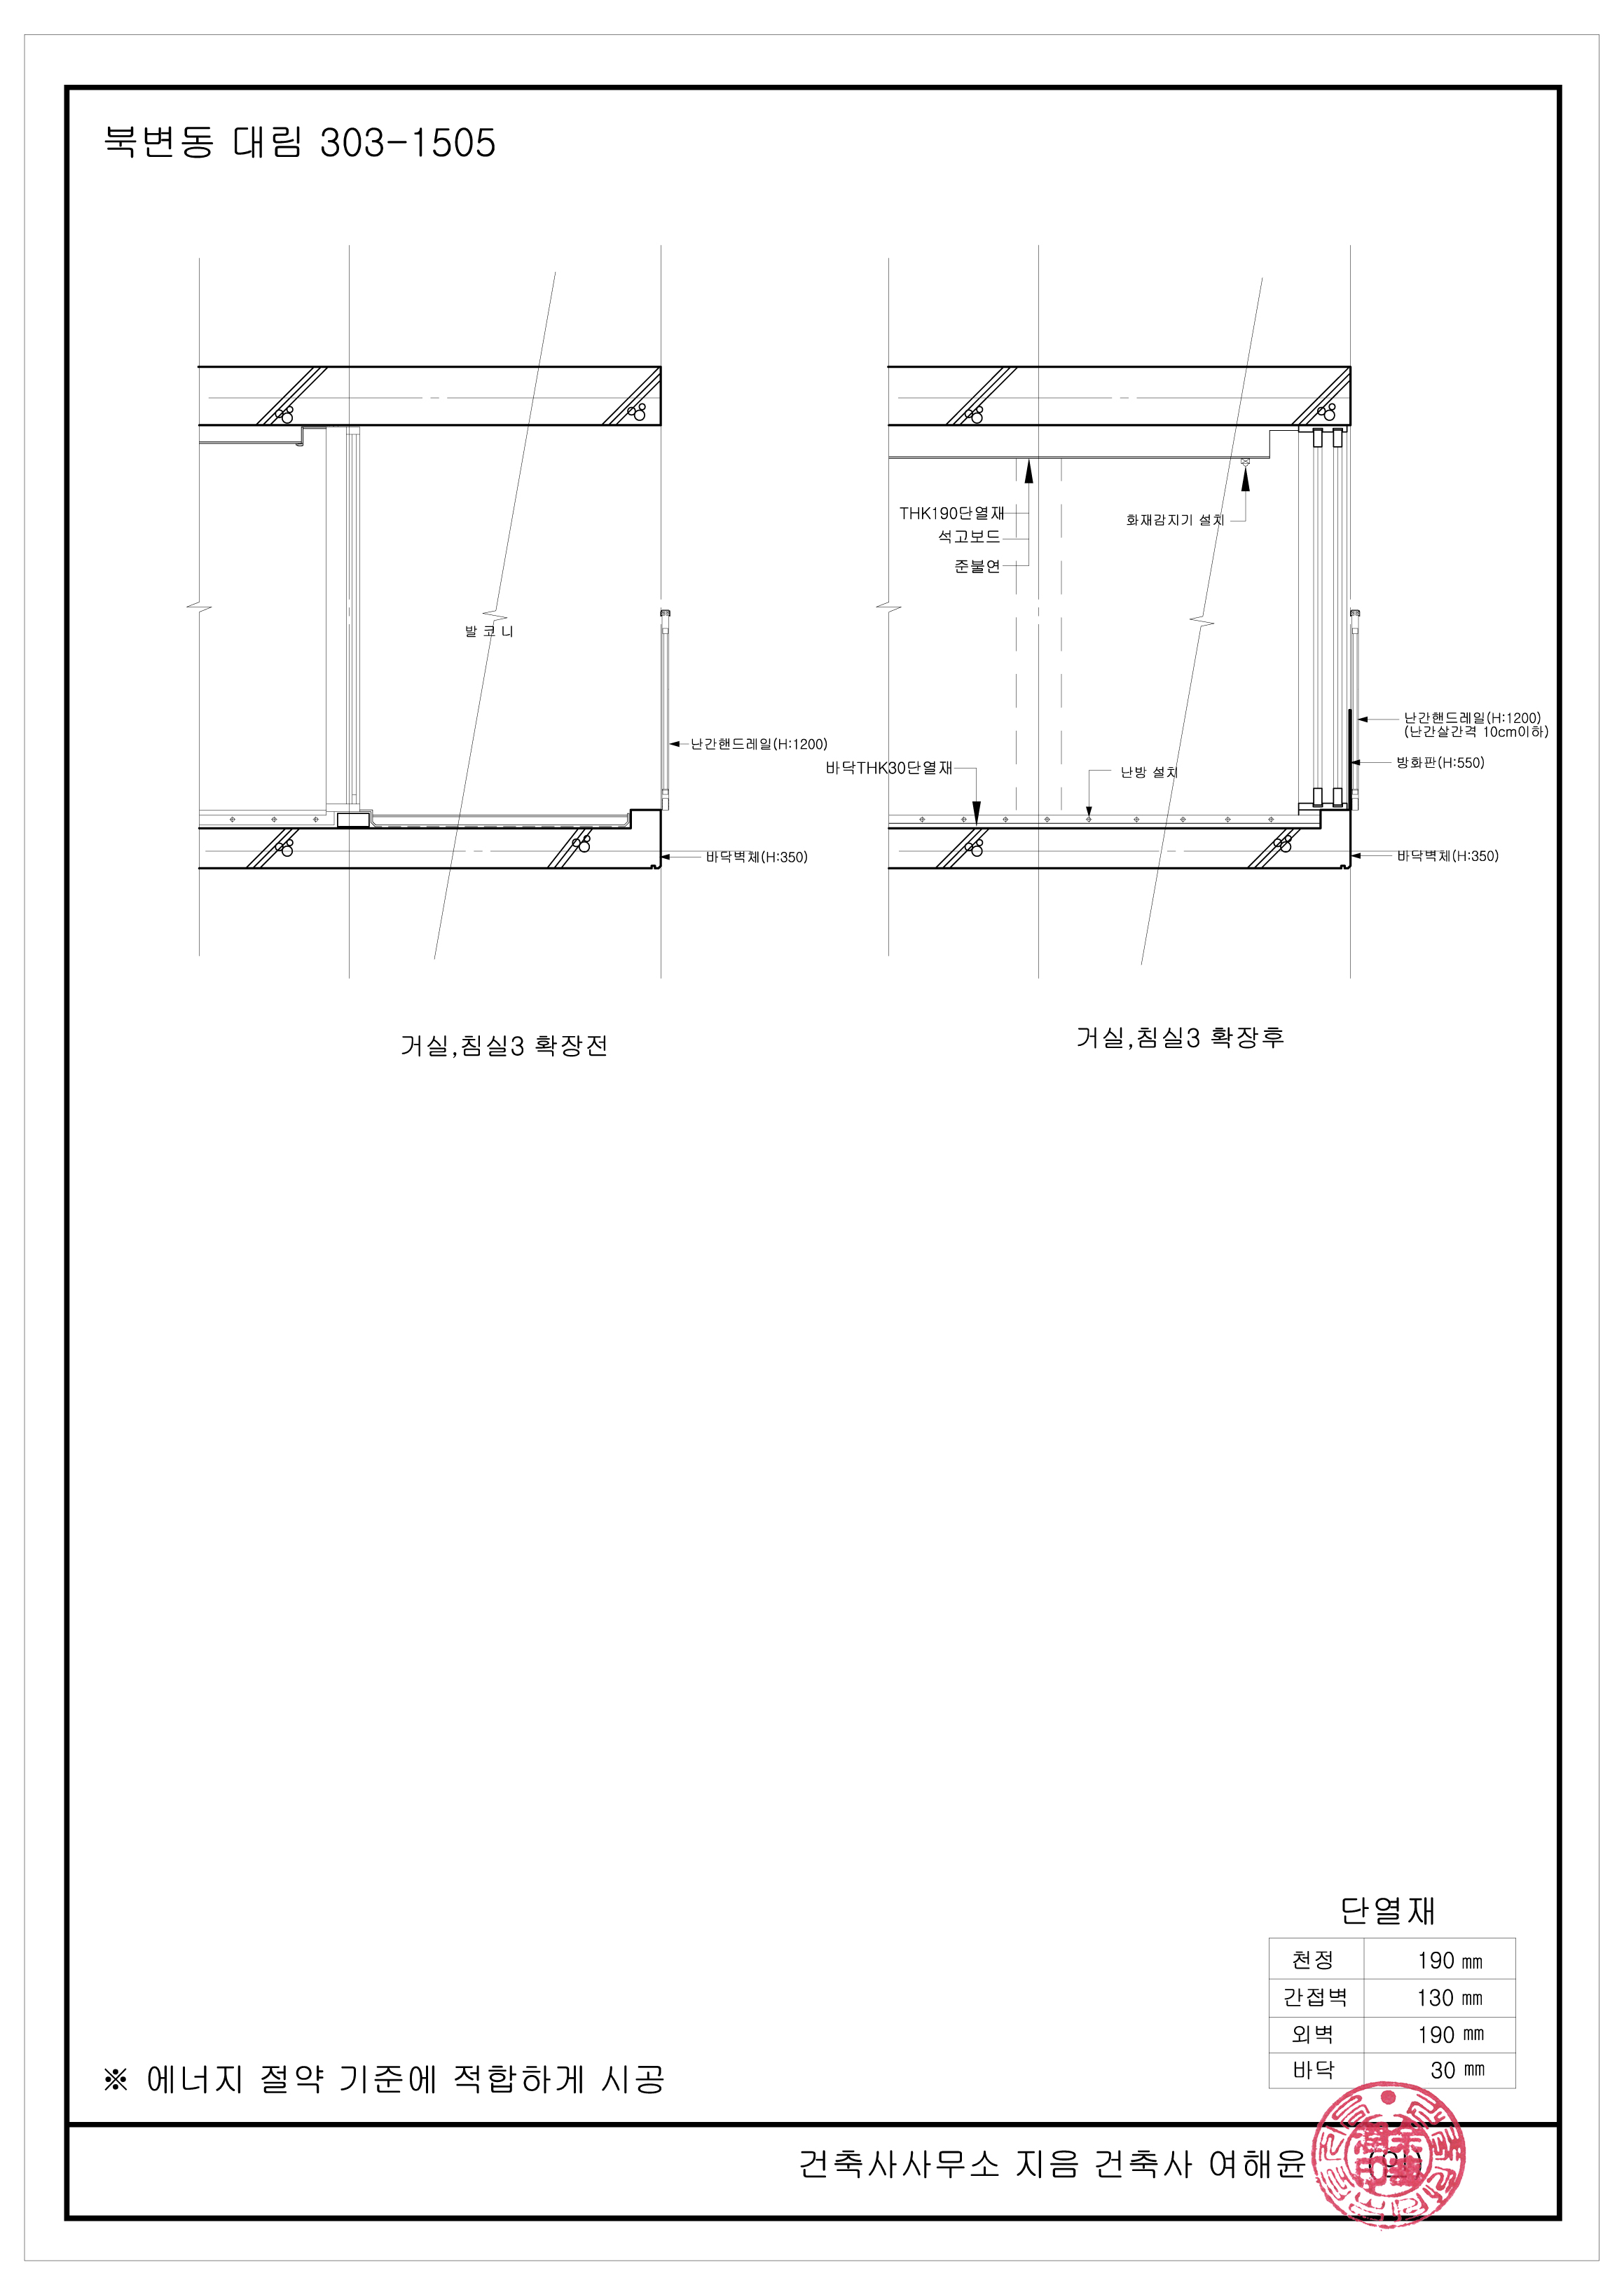 북변동 대림 303-1505
THK190단열재
석고보드
준불연
화재감지기 설치
발 코 니
난간핸드레일(H:1200)
바닥벽체(H:350)
바닥THK30단열재
난방 설치
난간핸드레일(H:1200)
(난간살간격 10cm이하)
방화판(H:550)
바닥벽체(H:350)
거실,침실3 확장전
거실,침실3 확장후
단열재
천정 190 mm
간접벽 130 mm
외벽 190 mm
바닥 30 mm
※ 에너지 절약 기준에 적합하게 시공
건축사사무소 지음 건축사 여해윤 (인)